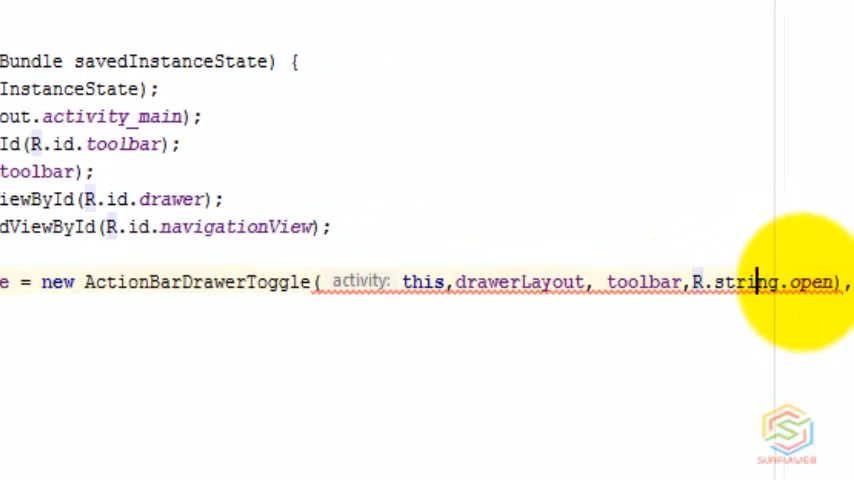 Bundle savedInstanceState) {
InstanceState);
out.activity_main);
Id(R.id.toolbar);
toolbar);
iewById(R.id.drawer);
dViewById(R.id.navigationView);
e = new ActionBarDrawerToggle( activity: this,drawerLayout, toolbar,R.string.open),